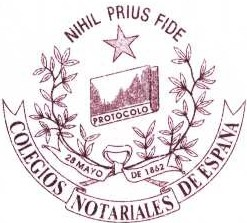 NIHIL PRIUS FIDE
PROTOCOLO
28 MAYO DE 1862
COLEGIOS NOTARIALES DE ESPAÑA